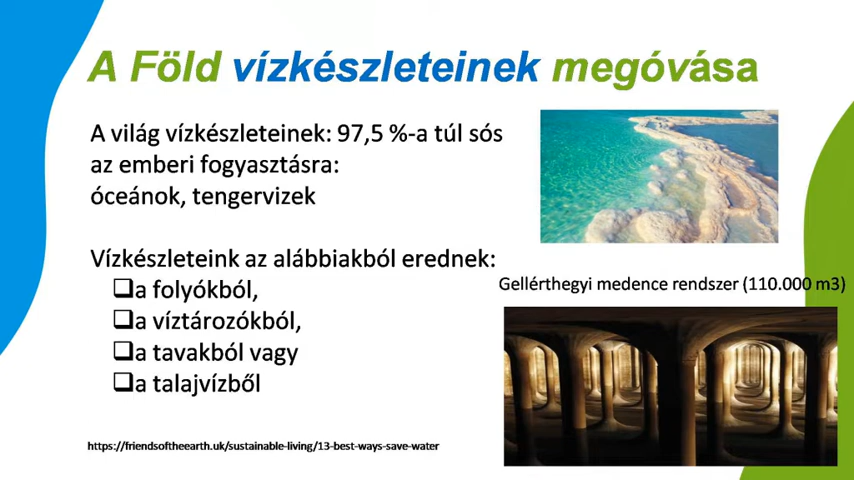 A Föld vízkészleteinek megóvása
A világ vízkészleteinek: 97,5 %-a túl sós
az emberi fogyasztásra:
óceánok, tengervizek
Vízkészleteink az alábbiakból erednek:
❑a folyókból,
❑a víztározókból,
❑a tavakból vagy
❑a talajvízből
Gellérthegyi medence rendszer (110.000 m3)
https://friendsoftheearth.uk/sustainable-living/13-best-ways-save-water